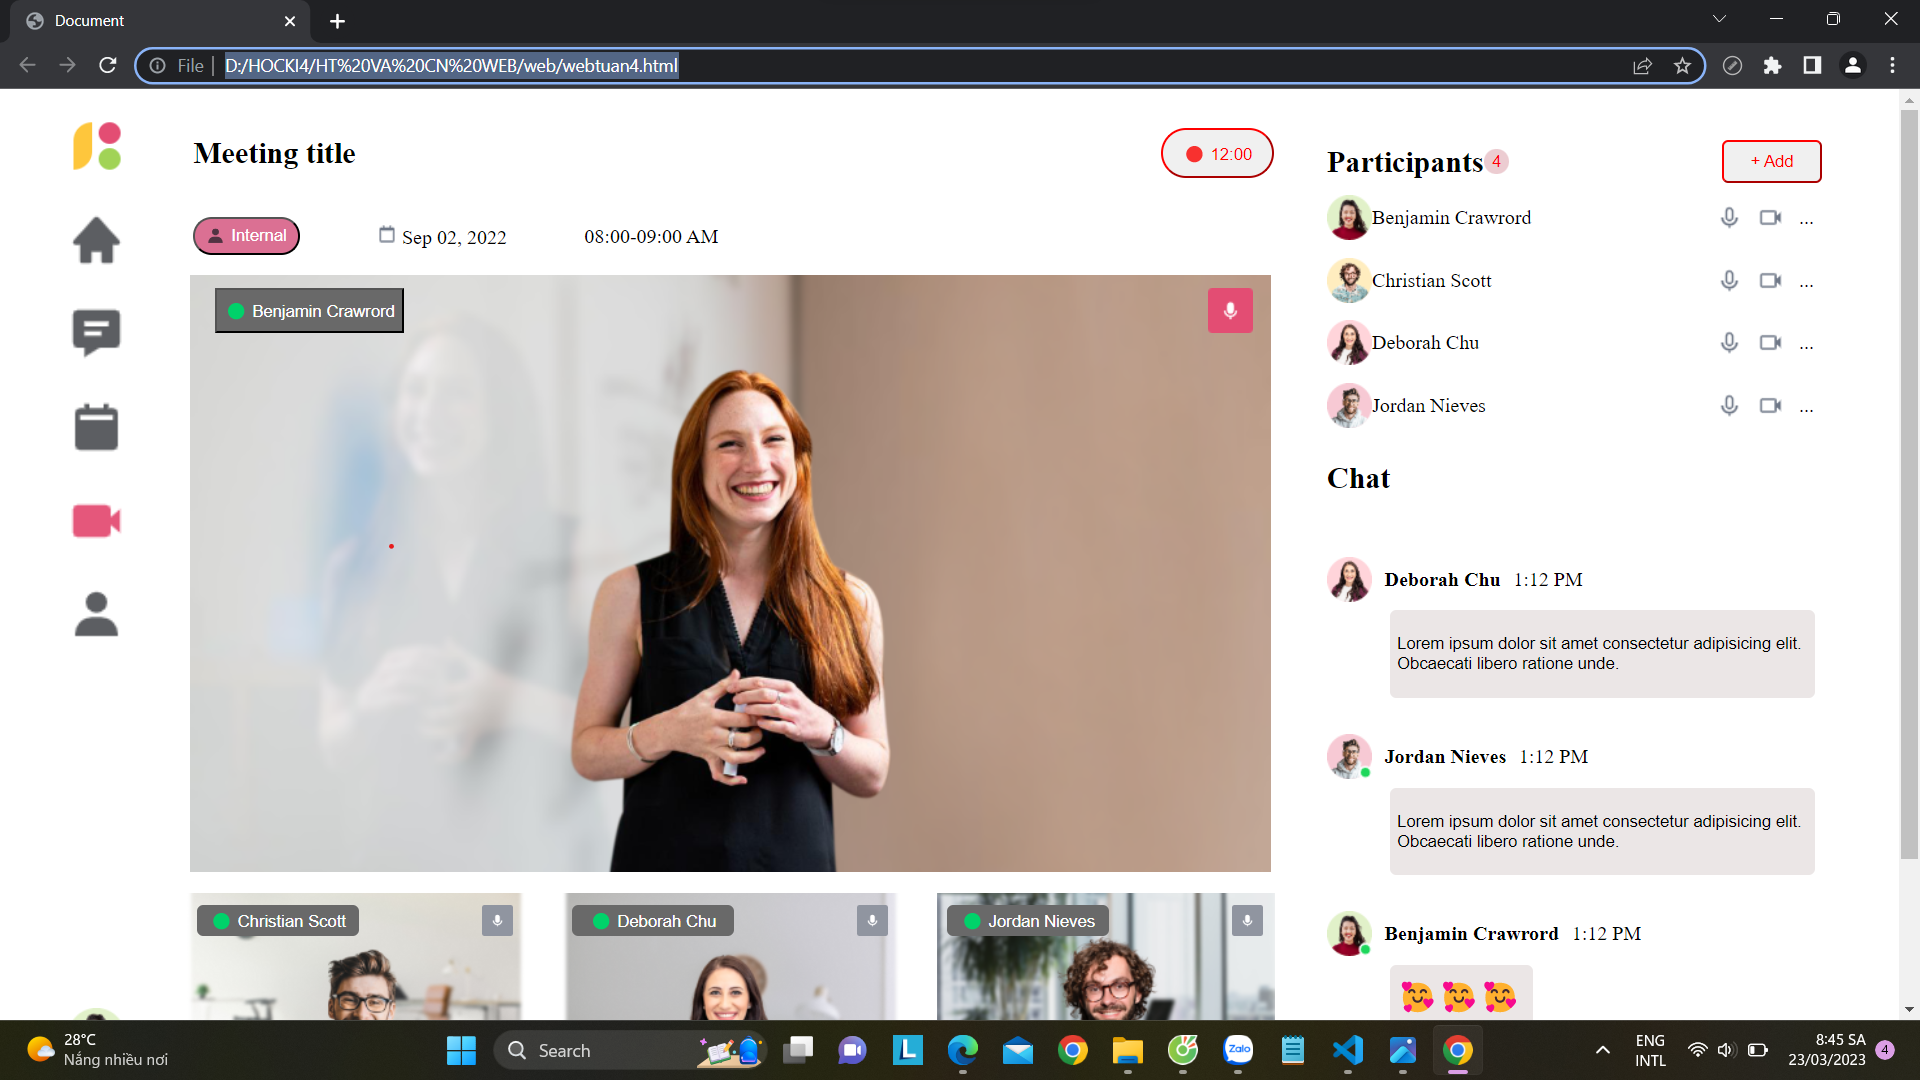 Document
File
D:/HOCKI4/HT%20VA%20CN%20WEB/web/webtuan4.html
Meeting title
12:00
Internal
Sep 02, 2022
08:00-09:00 AM
Benjamin Crawrord
Christian Scott
Deborah Chu
Jordan Nieves
Participants 4
+ Add
Benjamin Crawrord ...
Christian Scott ...
Deborah Chu ...
Jordan Nieves ...
Chat
Deborah Chu 1:12 PM
Lorem ipsum dolor sit amet consectetur adipisicing elit.
Obcaecati libero ratione unde.
Jordan Nieves 1:12 PM
Lorem ipsum dolor sit amet consectetur adipisicing elit.
Obcaecati libero ratione unde.
Benjamin Crawrord 1:12 PM
🥰 🥰 🥰
28°C
Nắng nhiều nơi
Search
L
Zalo
ENG
INTL
8:45 SA
23/03/2023
4